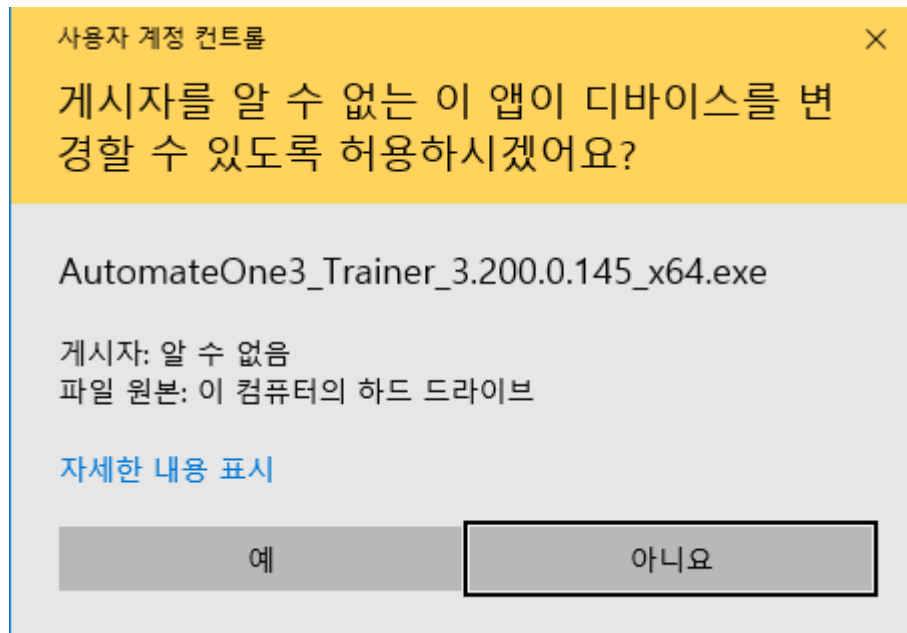 사용자 계정 컨트롤
게시자를 알 수 없는 이 앱이 디바이스를 변
경할 수 있도록 허용하시겠어요?
AutomateOne3_Trainer_3.200.0.145_x64.exe
게시자: 알 수 없음
파일 원본: 이 컴퓨터의 하드 드라이브
자세한 내용 표시
예
아니요